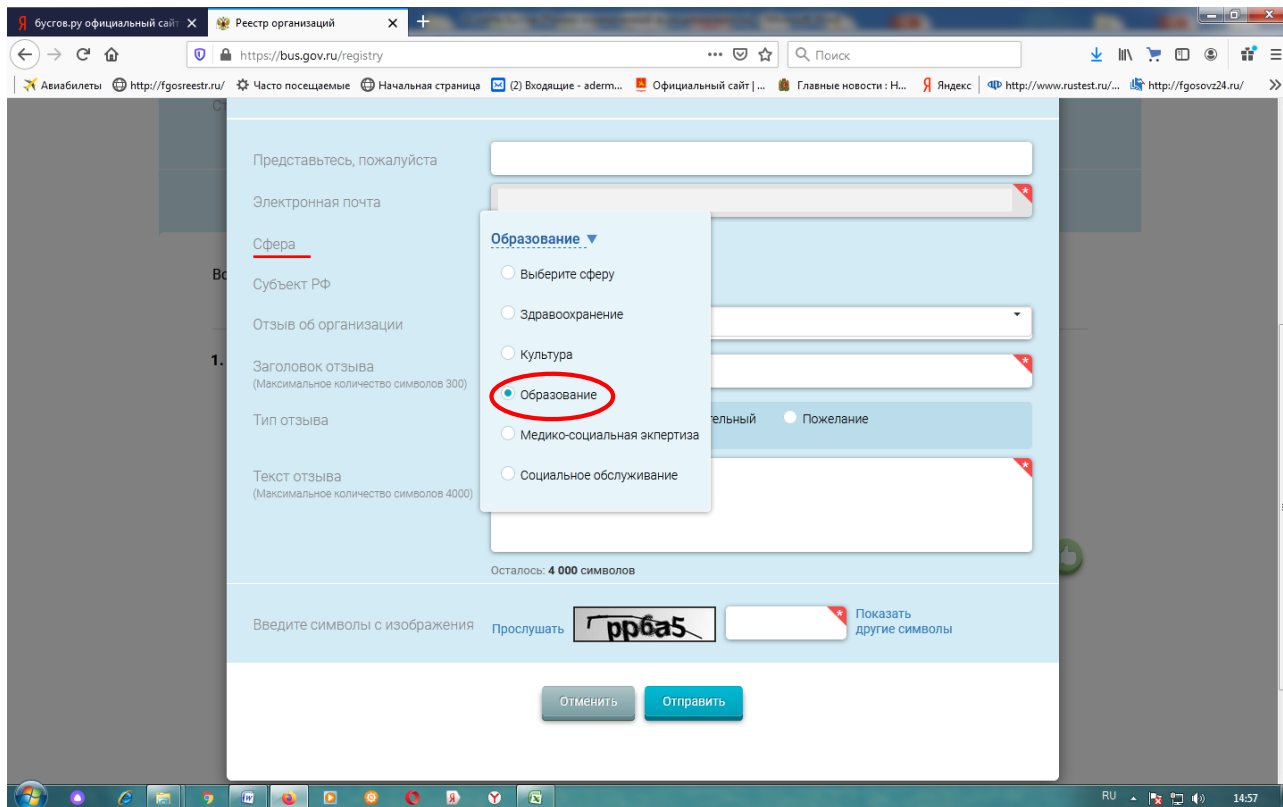 бусгов.ру официальный сайт
Реестр организаций
https://bus.gov.ru/registry
Поиск
Авиабилеты http://fgosreestr.ru/ Часто посещаемые Начальная страница (2) Входящие - aderm... Официальный сайт | ... Главные новости : Н... Яндекс http://www.rustest.ru/... http://fgosovz24.ru/
Представьтесь, пожалуйста
Электронная почта
Сфера
Образование ▼
Выберите сферу
Субъект РФ
Здравоохранение
Отзыв об организации
Культура
1.
Заголовок отзыва
(Максимальное количество символов 300)
Образование
Тип отзыва
тельный Пожелание
Медико-социальная экпертиза
Текст отзыва
(Максимальное количество символов 4000)
Социальное обслуживание
Осталось: 4 000 символов
Введите символы с изображения
Прослушать
рр6а5
Показать
другие символы
Отменить
Отправить
RU
14:57